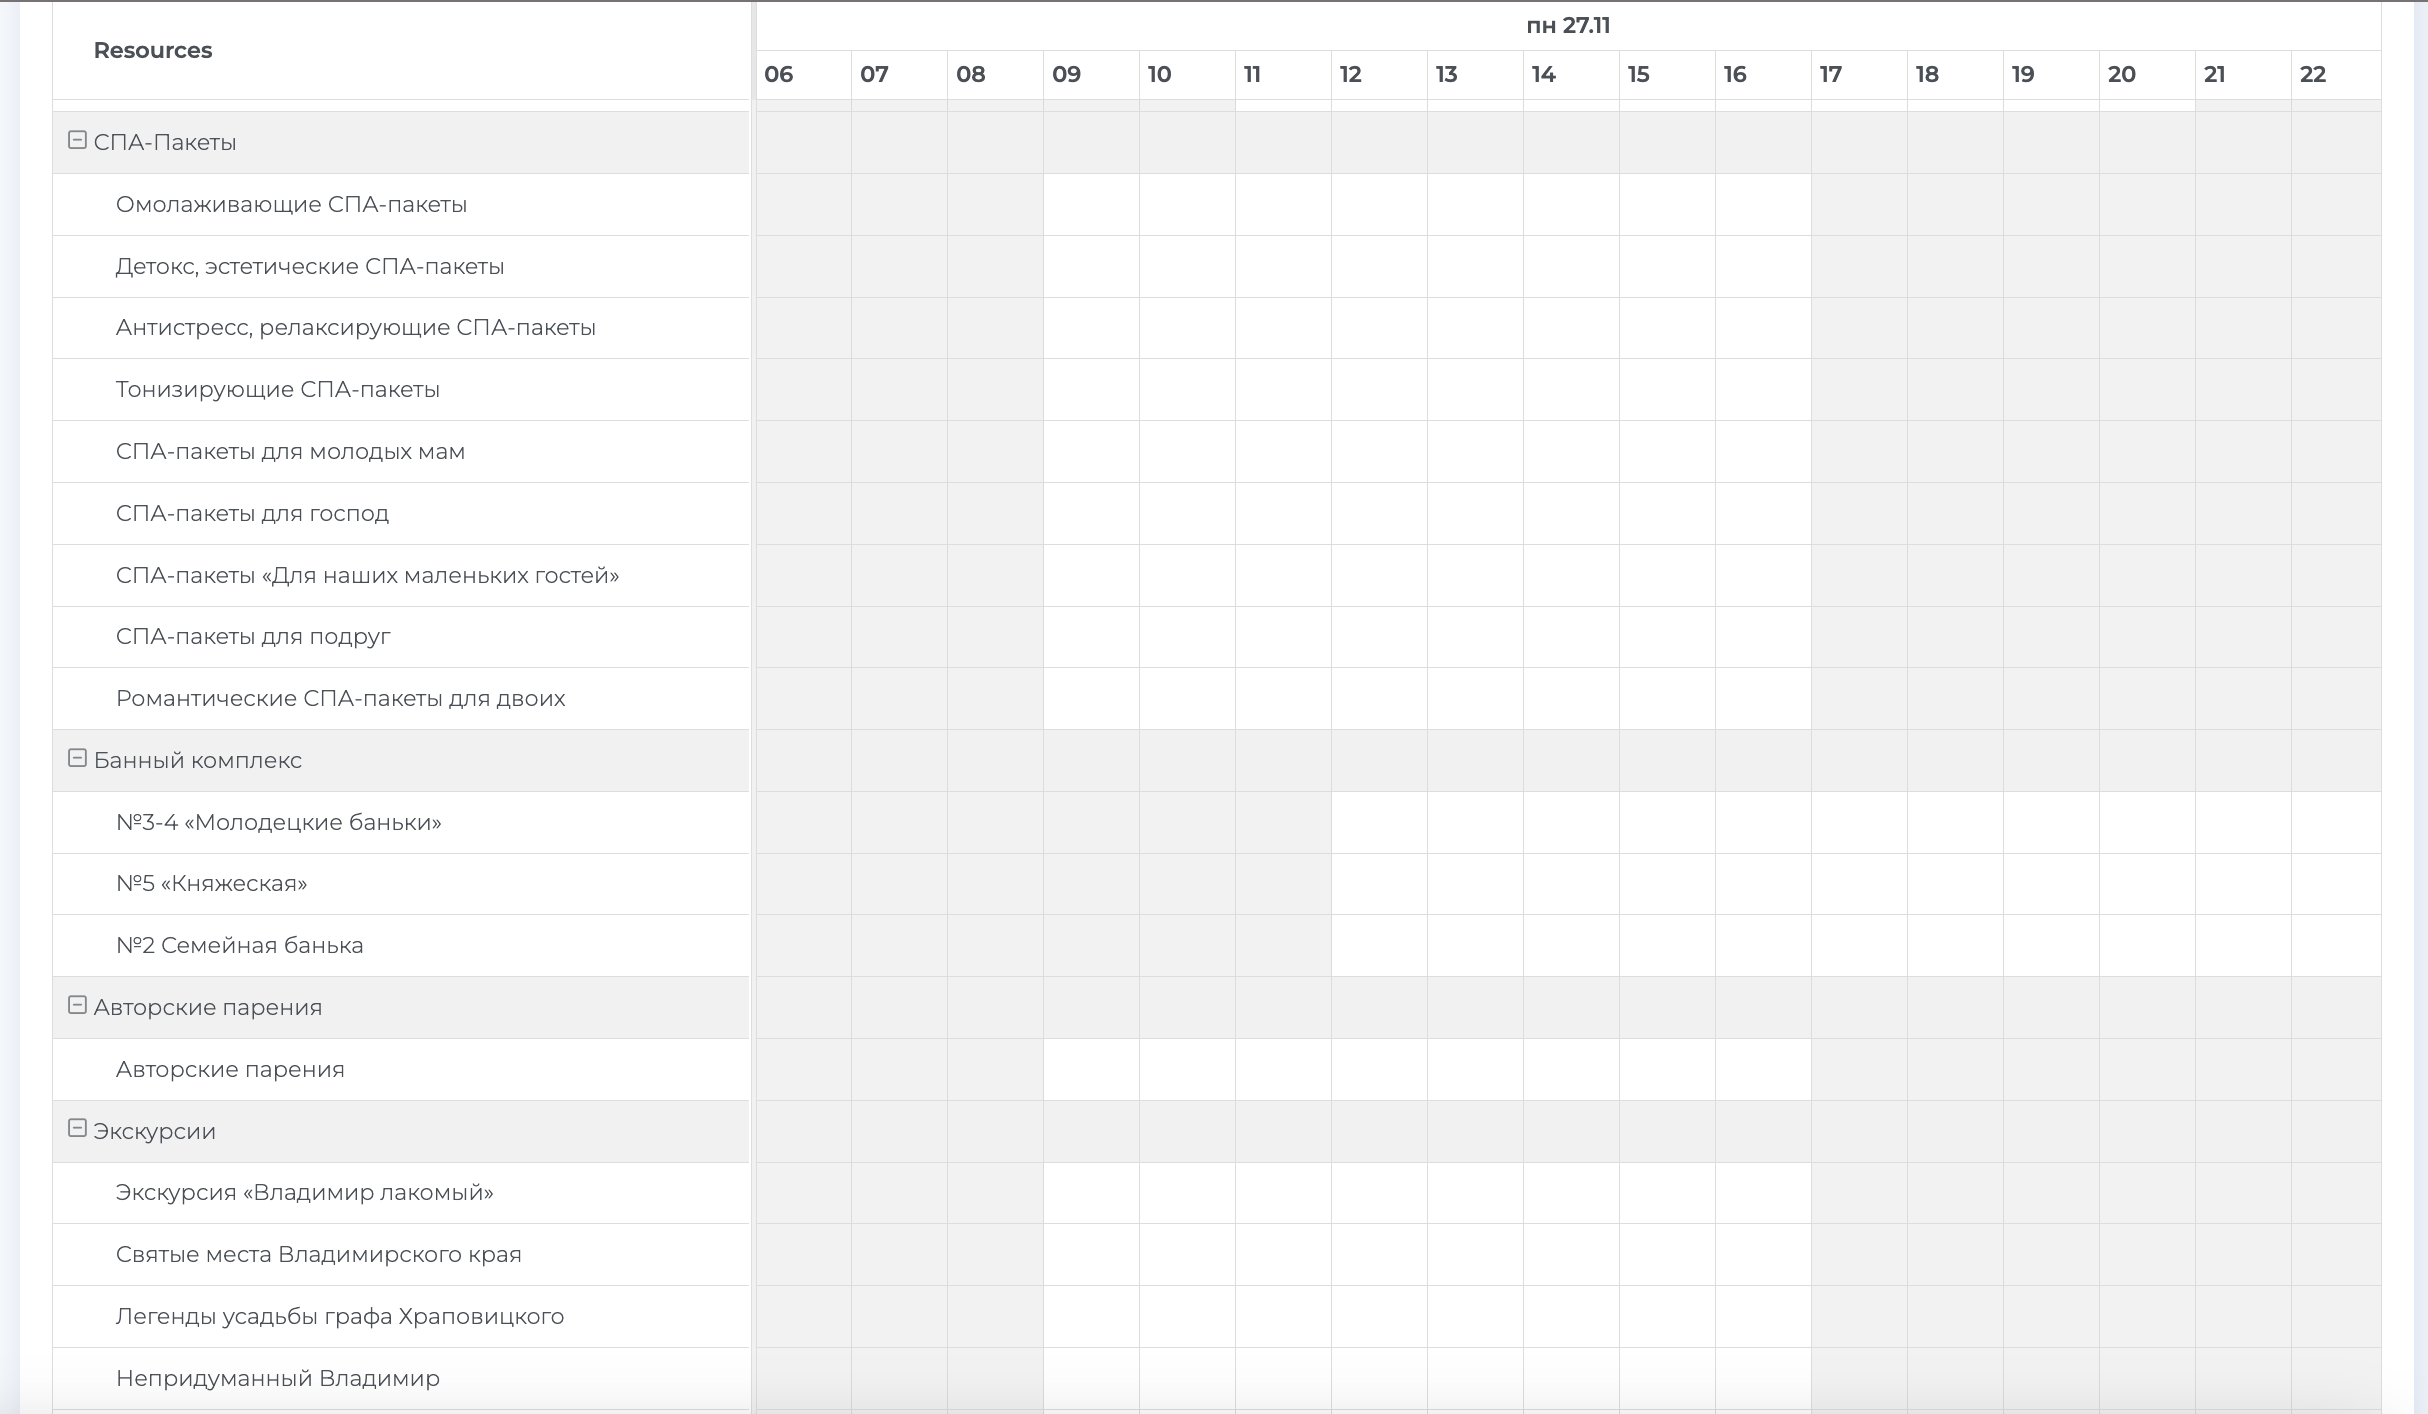 Resources
пн 27.11
06 07 08 09 10 11 12 13 14 15 16 17 18 19 20 21 22
СПА-Пакеты
Омолаживающие СПА-пакеты
Детокс, эстетические СПА-пакеты
Антистресс, релаксирующие СПА-пакеты
Тонизирующие СПА-пакеты
СПА-пакеты для молодых мам
СПА-пакеты для господ
СПА-пакеты «Для наших маленьких гостей»
СПА-пакеты для подруг
Романтические СПА-пакеты для двоих
Банный комплекс
№3-4 «Молодецкие баньки»
№5 «Княжеская»
№2 Семейная банька
Авторские парения
Авторские парения
Экскурсии
Экскурсия «Владимир лакомый»
Святые места Владимирского края
Легенды усадьбы графа Храповицкого
Непридуманный Владимир